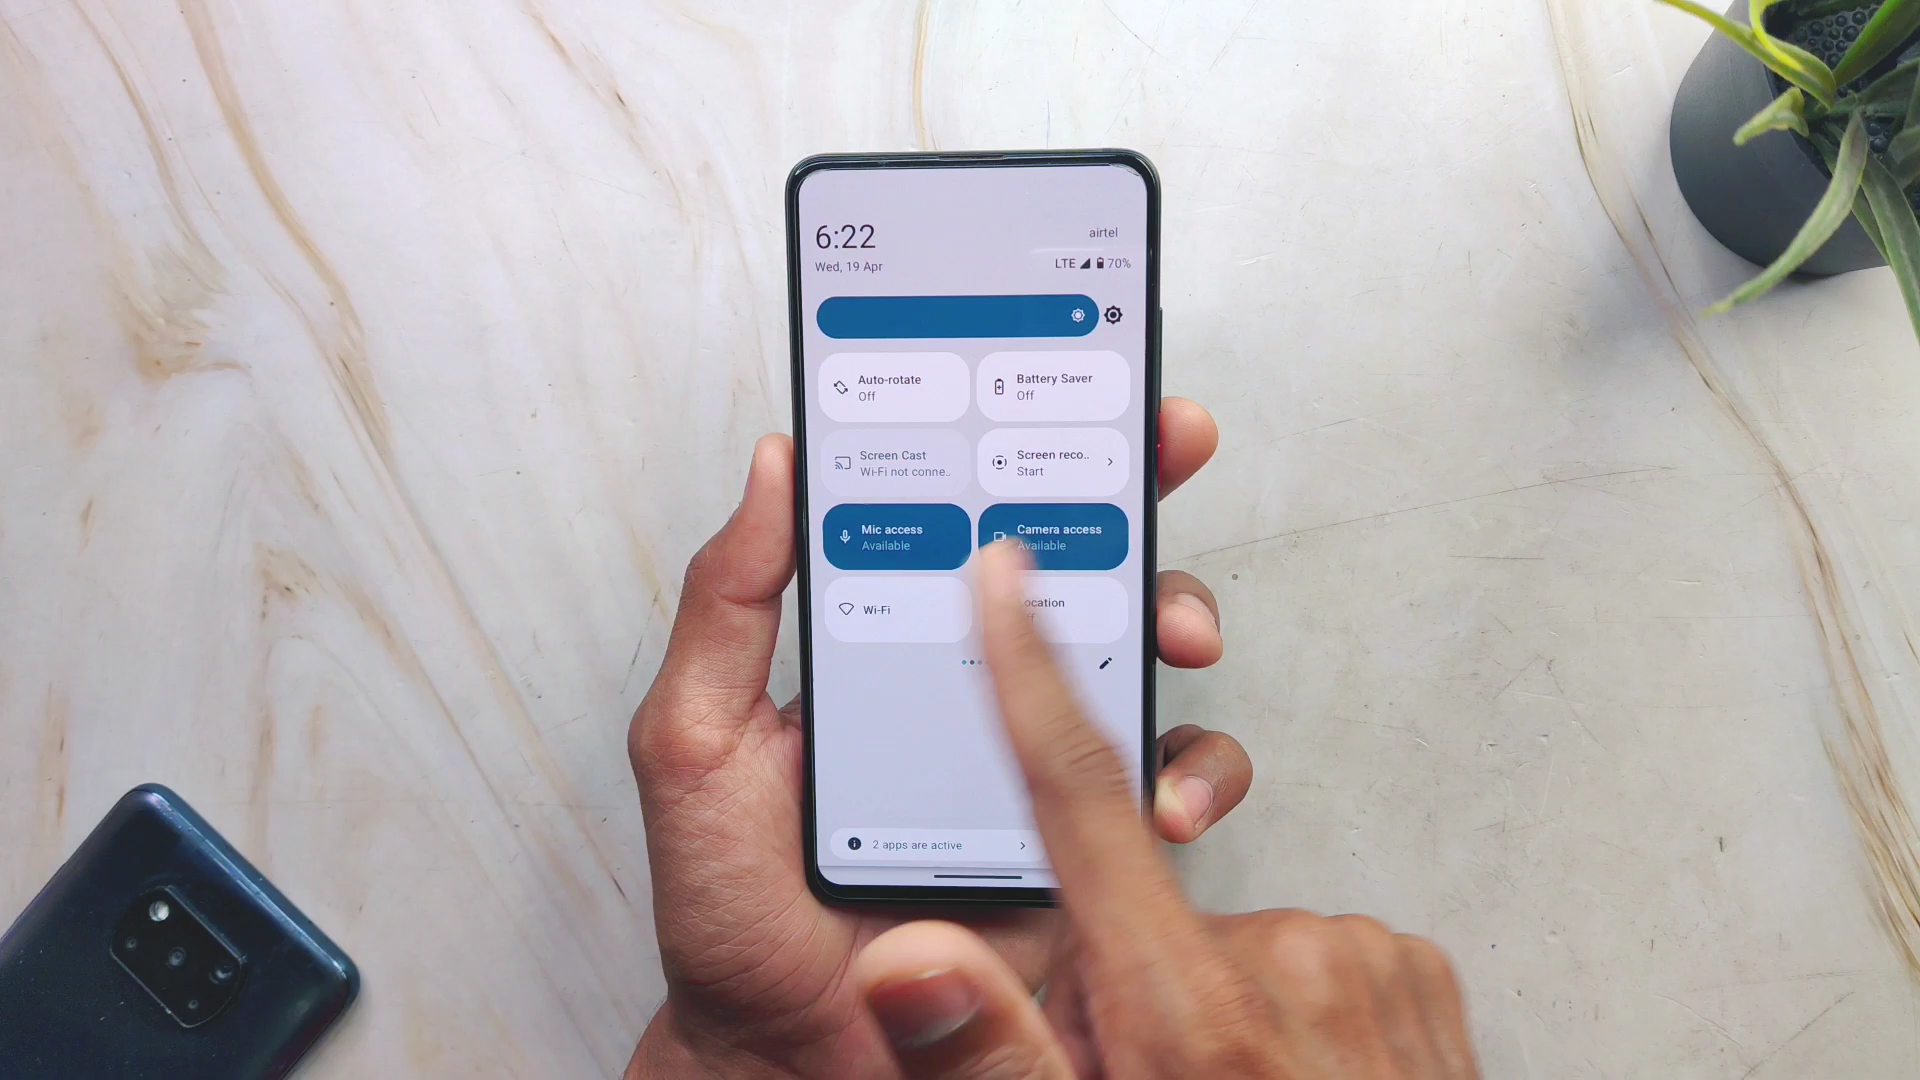 6:22
airtel
Wed, 19 Apr
LTE 70%
Auto-rotate
Off
Battery Saver
Off
Screen Cast
Wi-Fi not conne..
Screen reco..
Start
Mic access
Available
Camera access
Available
Wi-Fi
ocation
2 apps are active